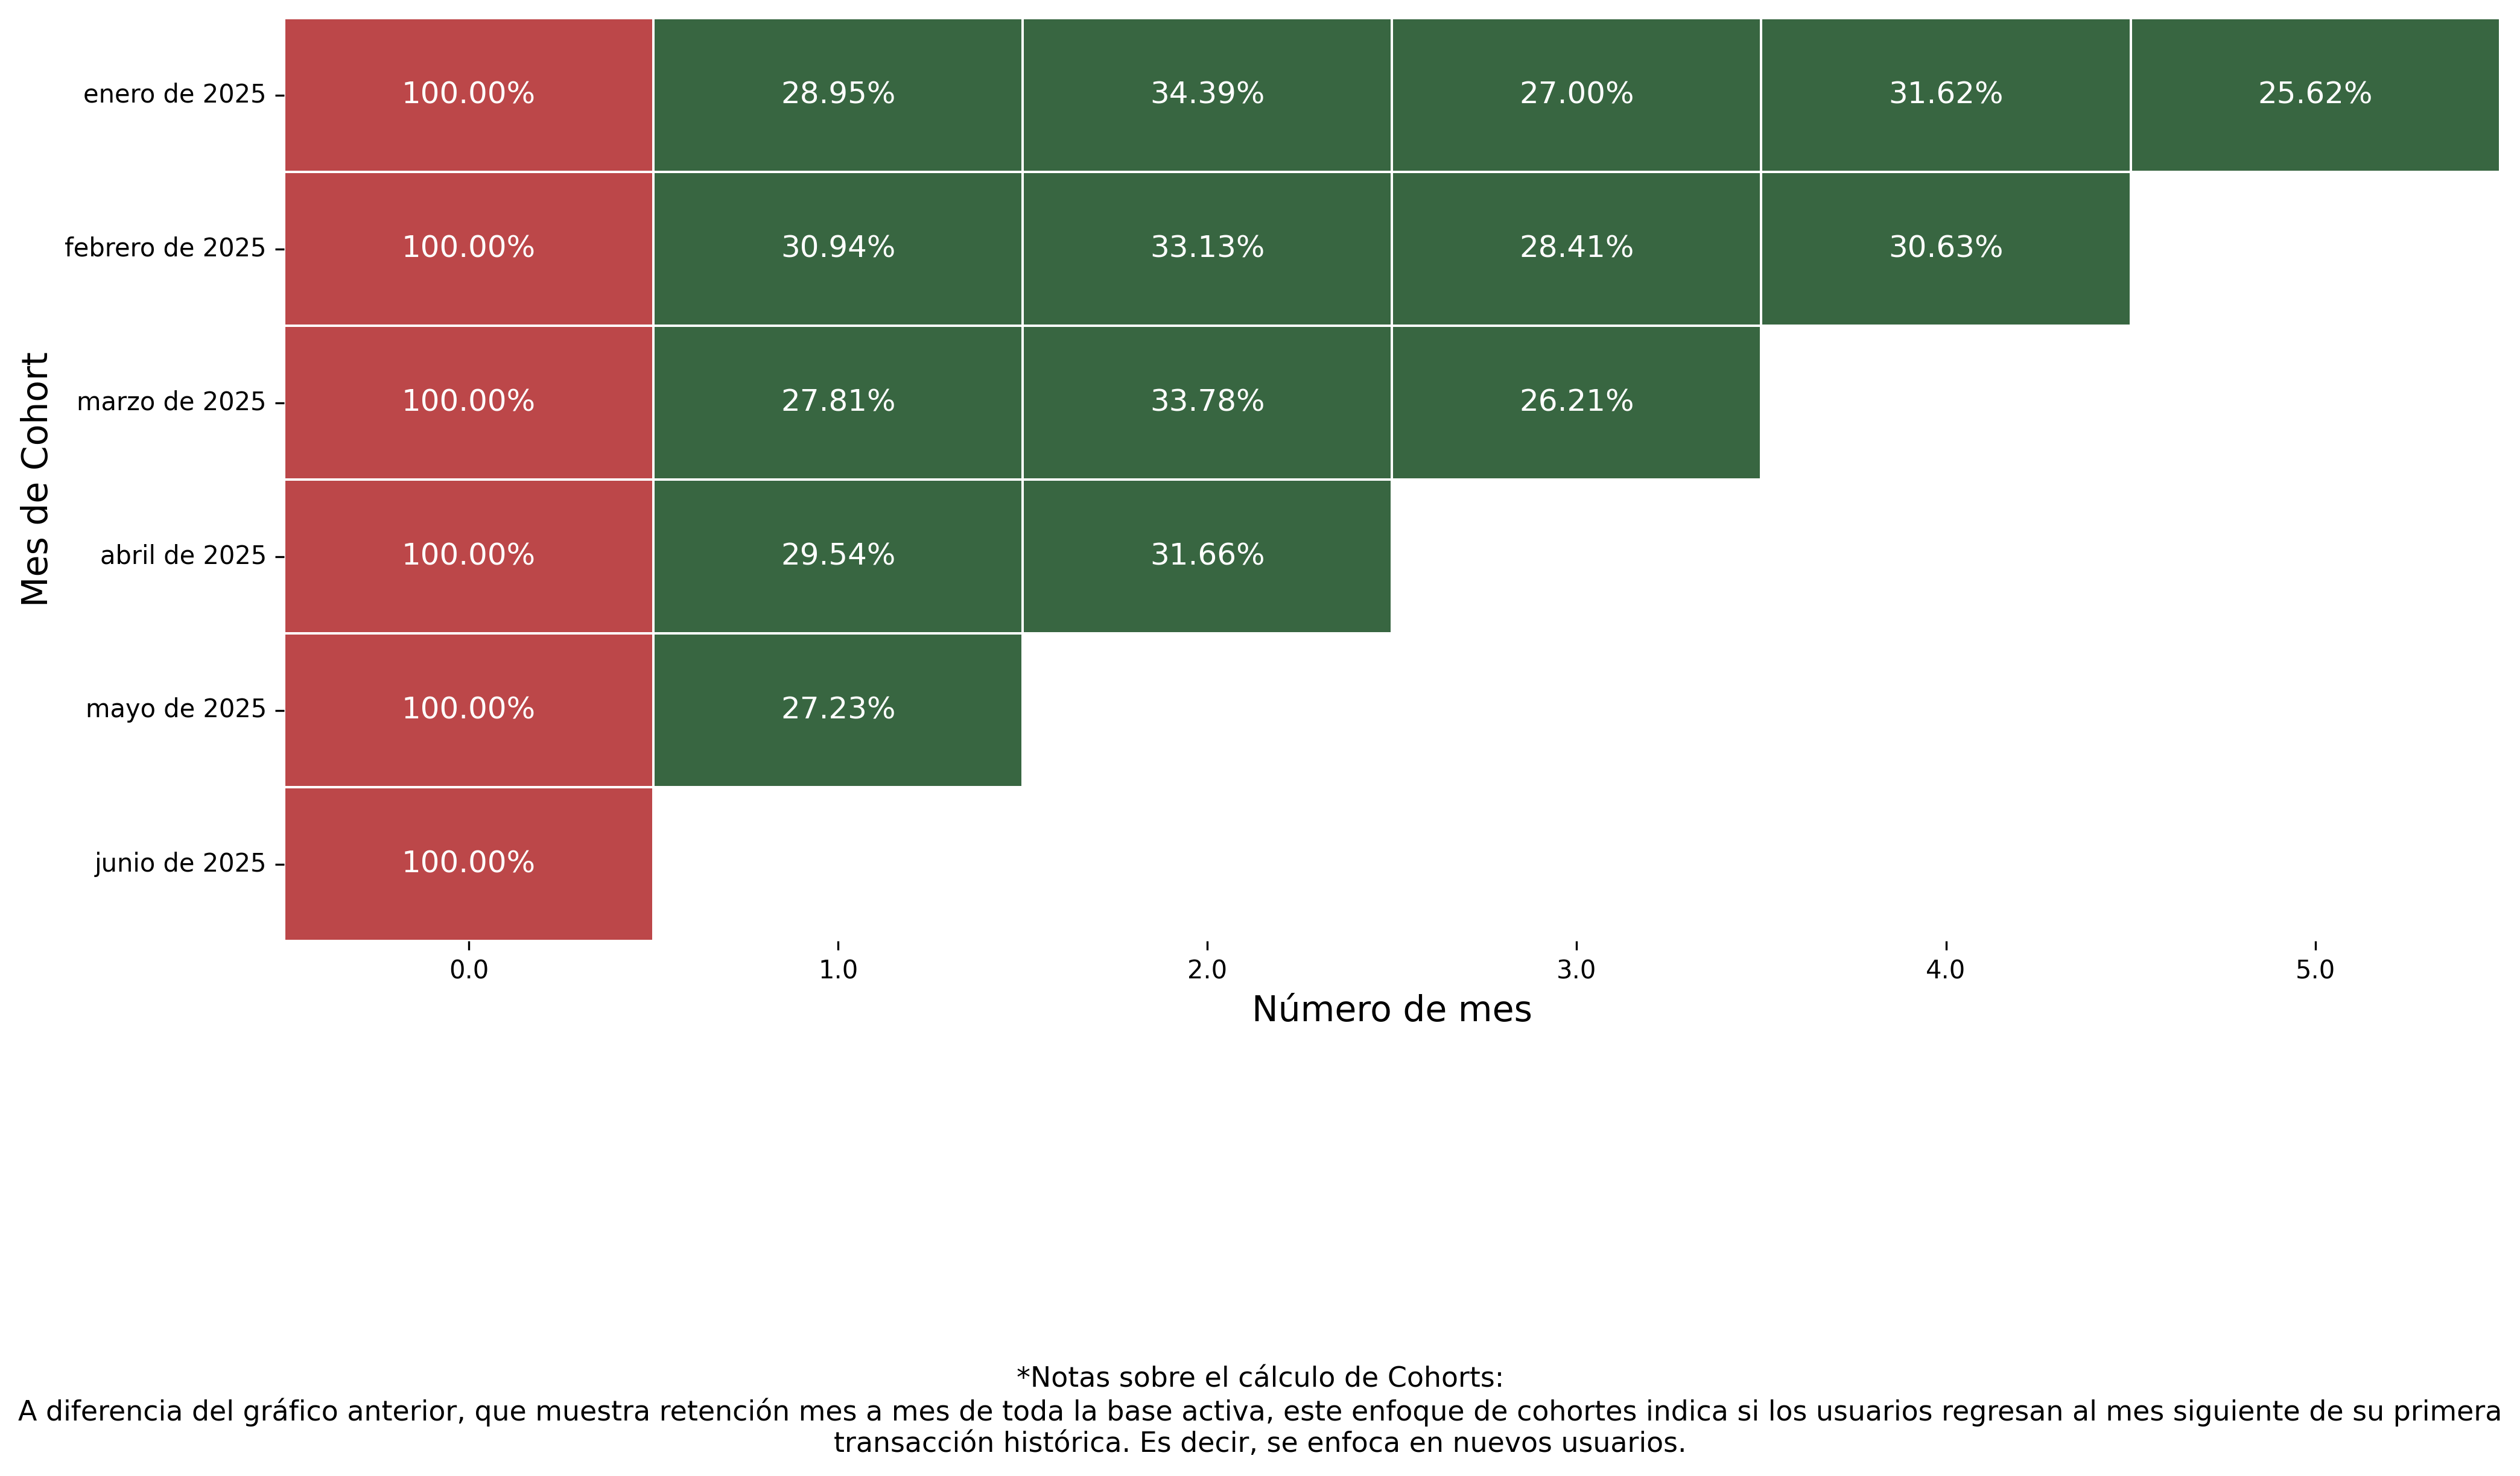 enero de 2025 100.00% 28.95% 34.39% 27.00% 31.62% 25.62%
febrero de 2025 100.00% 30.94% 33.13% 28.41% 30.63%
marzo de 2025 100.00% 27.81% 33.78% 26.21%
abril de 2025 100.00% 29.54% 31.66%
mayo de 2025 100.00% 27.23%
junio de 2025 100.00%
Mes de Cohort
0.0 1.0 2.0 3.0 4.0 5.0
Número de mes
*Notas sobre el cálculo de Cohorts:
A diferencia del gráfico anterior, que muestra retención mes a mes de toda la base activa, este enfoque de cohortes indica si los usuarios regresan al mes siguiente de su primera
transacción histórica. Es decir, se enfoca en nuevos usuarios.